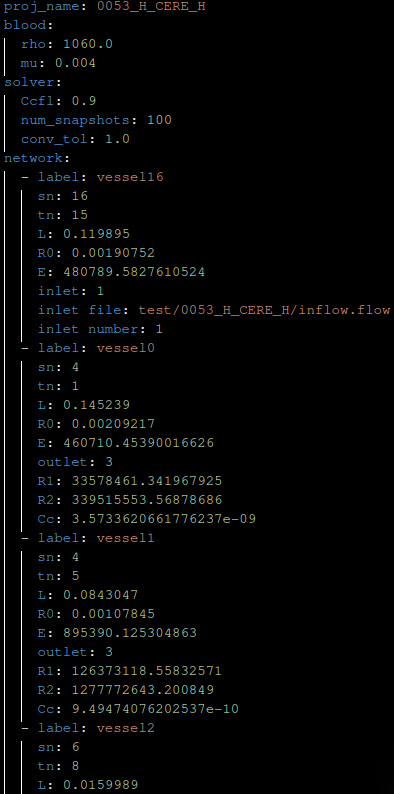 proj_name: 0053_H_CERE_H
blood:
  rho: 1060.0
  mu: 0.004
solver:
  Ccfl: 0.9
  num_snapshots: 100
  conv_tol: 1.0
network:
  - label: vessel16
    sn: 16
    tn: 15
    L: 0.119895
    R0: 0.00190752
    E: 480789.5827610524
    inlet: 1
    inlet file: test/0053_H_CERE_H/inflow.flow
    inlet number: 1
  - label: vessel0
    sn: 4
    tn: 1
    L: 0.145239
    R0: 0.00209217
    E: 460710.45390016626
    outlet: 3
    R1: 33578461.341967925
    R2: 339515553.56878686
    Cc: 3.5733620661776237e-09
  - label: vessel1
    sn: 4
    tn: 5
    L: 0.0843047
    R0: 0.00107845
    E: 895390.125304863
    outlet: 3
    R1: 126373118.55832571
    R2: 1277772643.200849
    Cc: 9.49474076202537e-10
  - label: vessel2
    sn: 6
    tn: 8
    L: 0.0159989